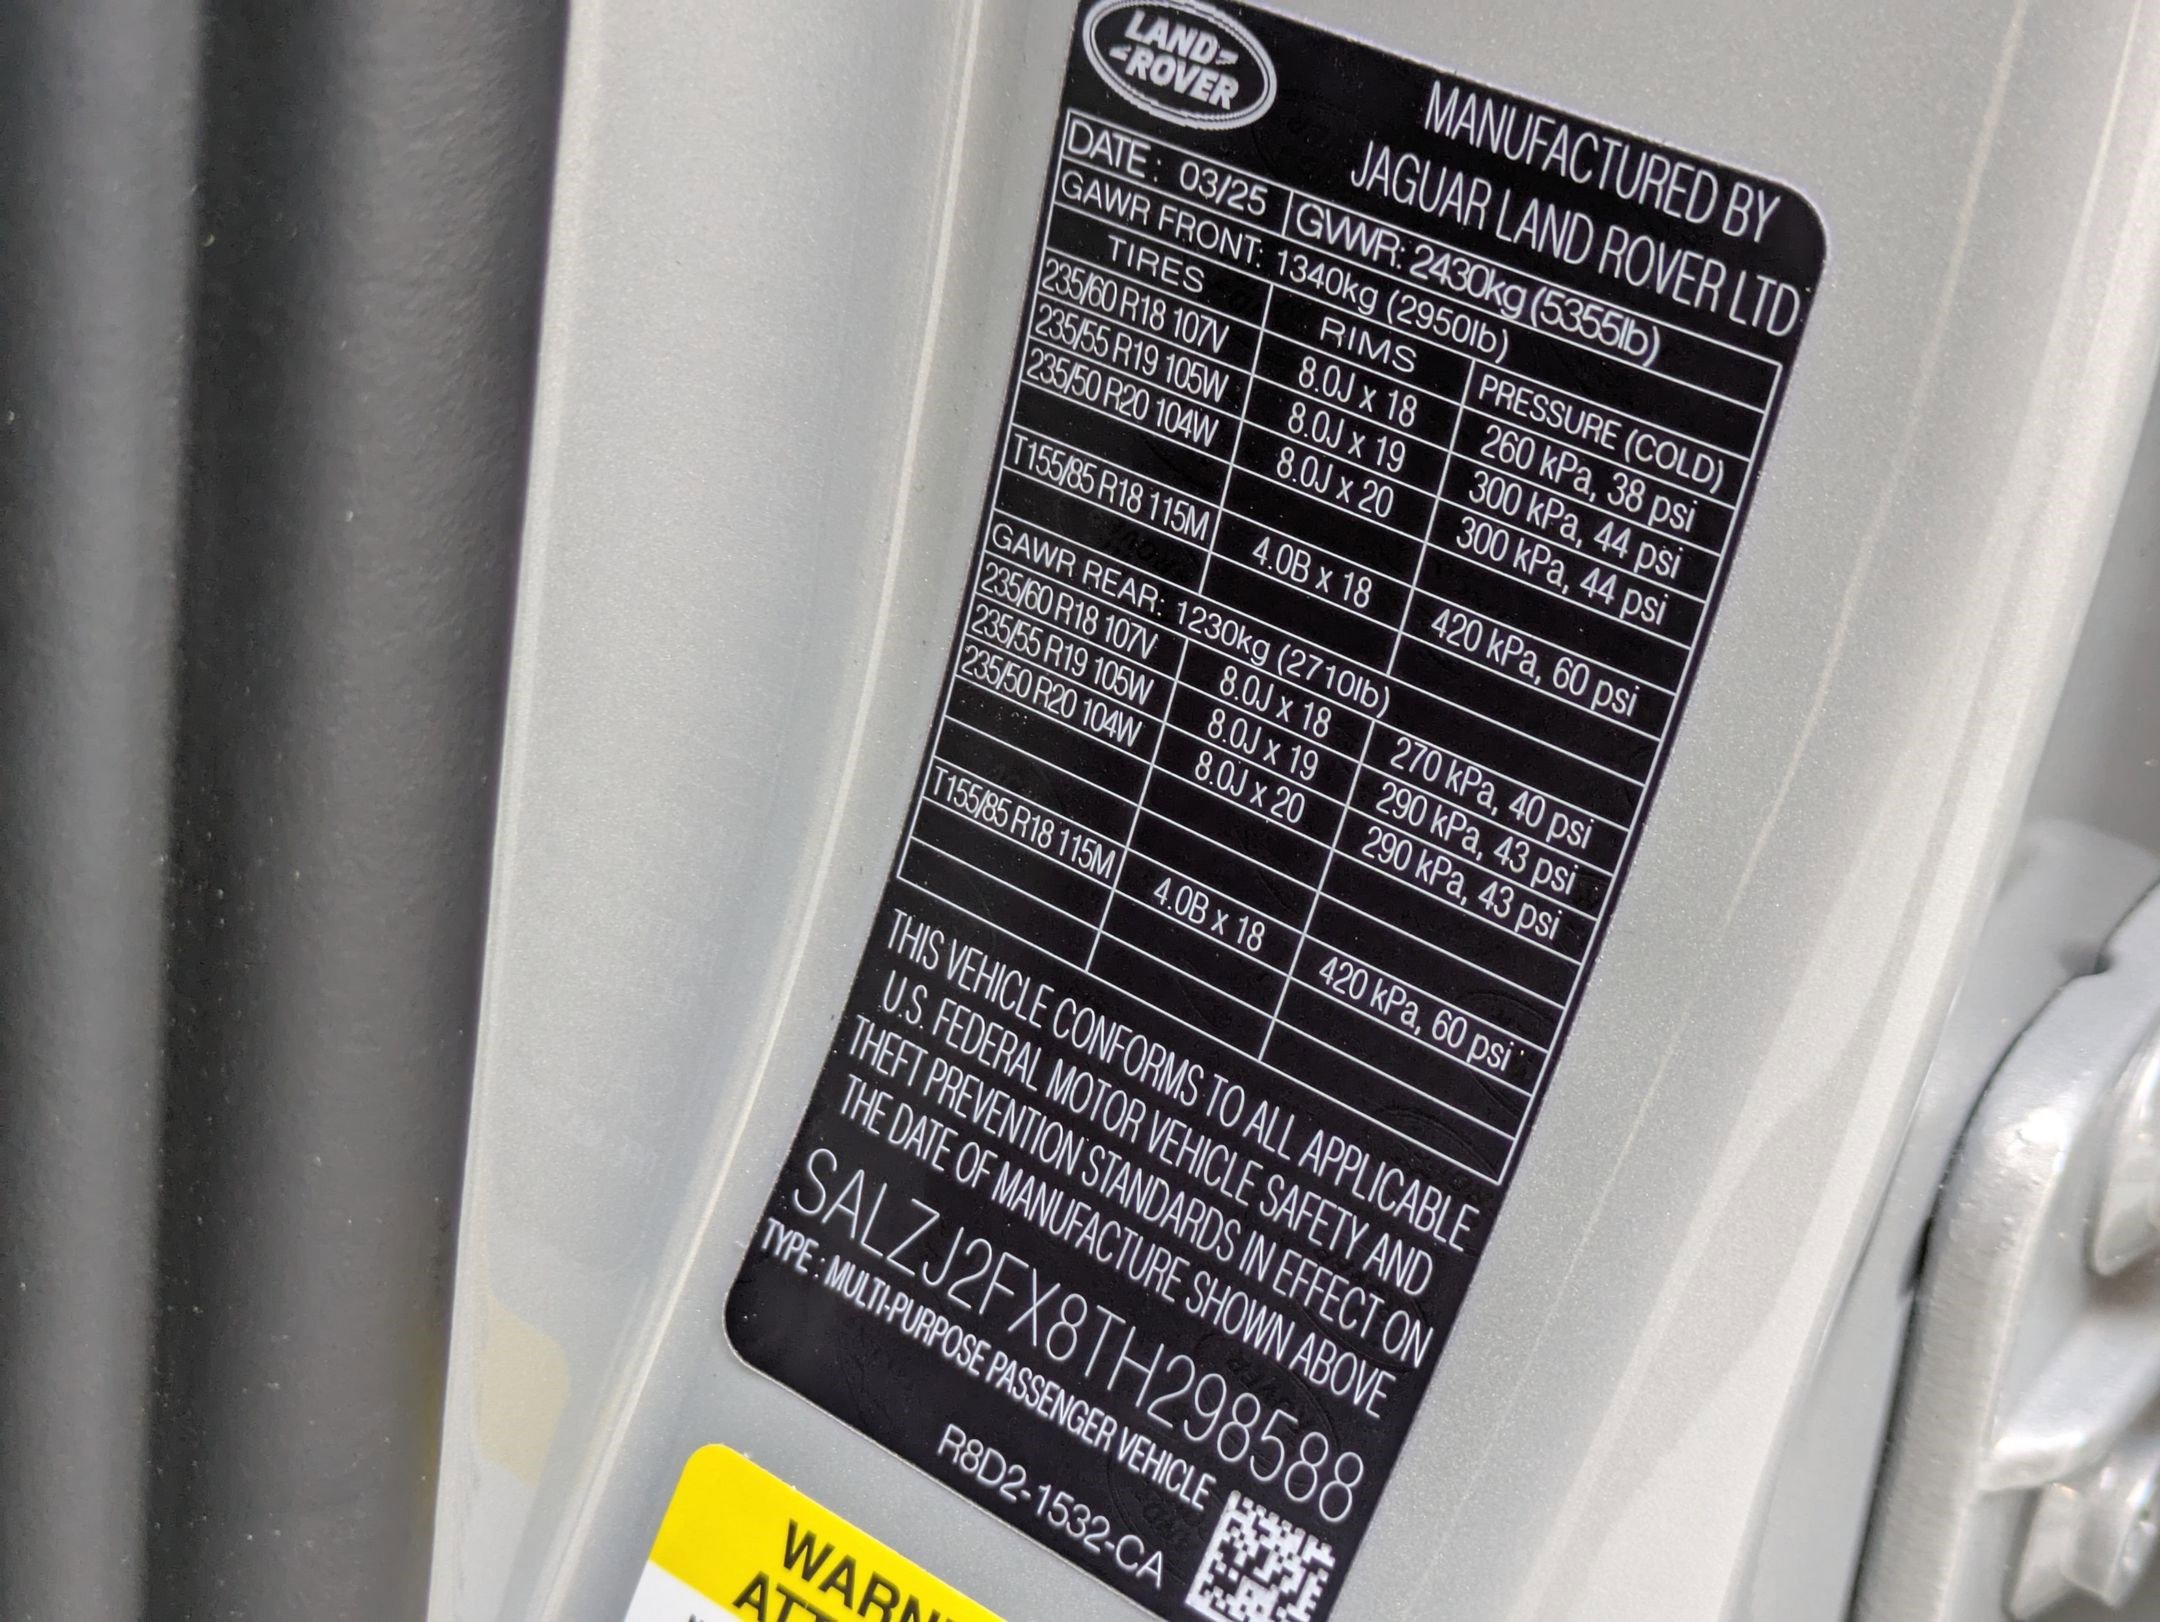 LAND
ROVER
MANUFACTURED BY
JAGUAR LAND ROVER LTD
DATE: 03/25 GVWR: 2430kg (5355lb)
GAWR FRONT: 1340kg (2950lb)
TIRES RIMS PRESSURE (COLD)
235/60 R18 107V 8.0J x 18 260 kPa, 38 psi
235/55 R19 105W 8.0J x 19 300 kPa, 44 psi
235/50 R20 104W 8.0J x 20 300 kPa, 44 psi
T155/85 R18 115M 4.0B x 18 420 kPa, 60 psi
GAWR REAR: 1230kg (2710lb)
235/60 R18 107V 8.0J x 18 270 kPa, 40 psi
235/55 R19 105W 8.0J x 19 290 kPa, 43 psi
235/50 R20 104W 8.0J x 20 290 kPa, 43 psi
T155/85 R18 115M 4.0B x 18 420 kPa, 60 psi
THIS VEHICLE CONFORMS TO ALL APPLICABLE
U.S. FEDERAL MOTOR VEHICLE SAFETY AND
THEFT PREVENTION STANDARDS IN EFFECT ON
THE DATE OF MANUFACTURE SHOWN ABOVE
SALZJ2FX8TH298588
TYPE : MULTI-PURPOSE PASSENGER VEHICLE
R8D2-1532-CA